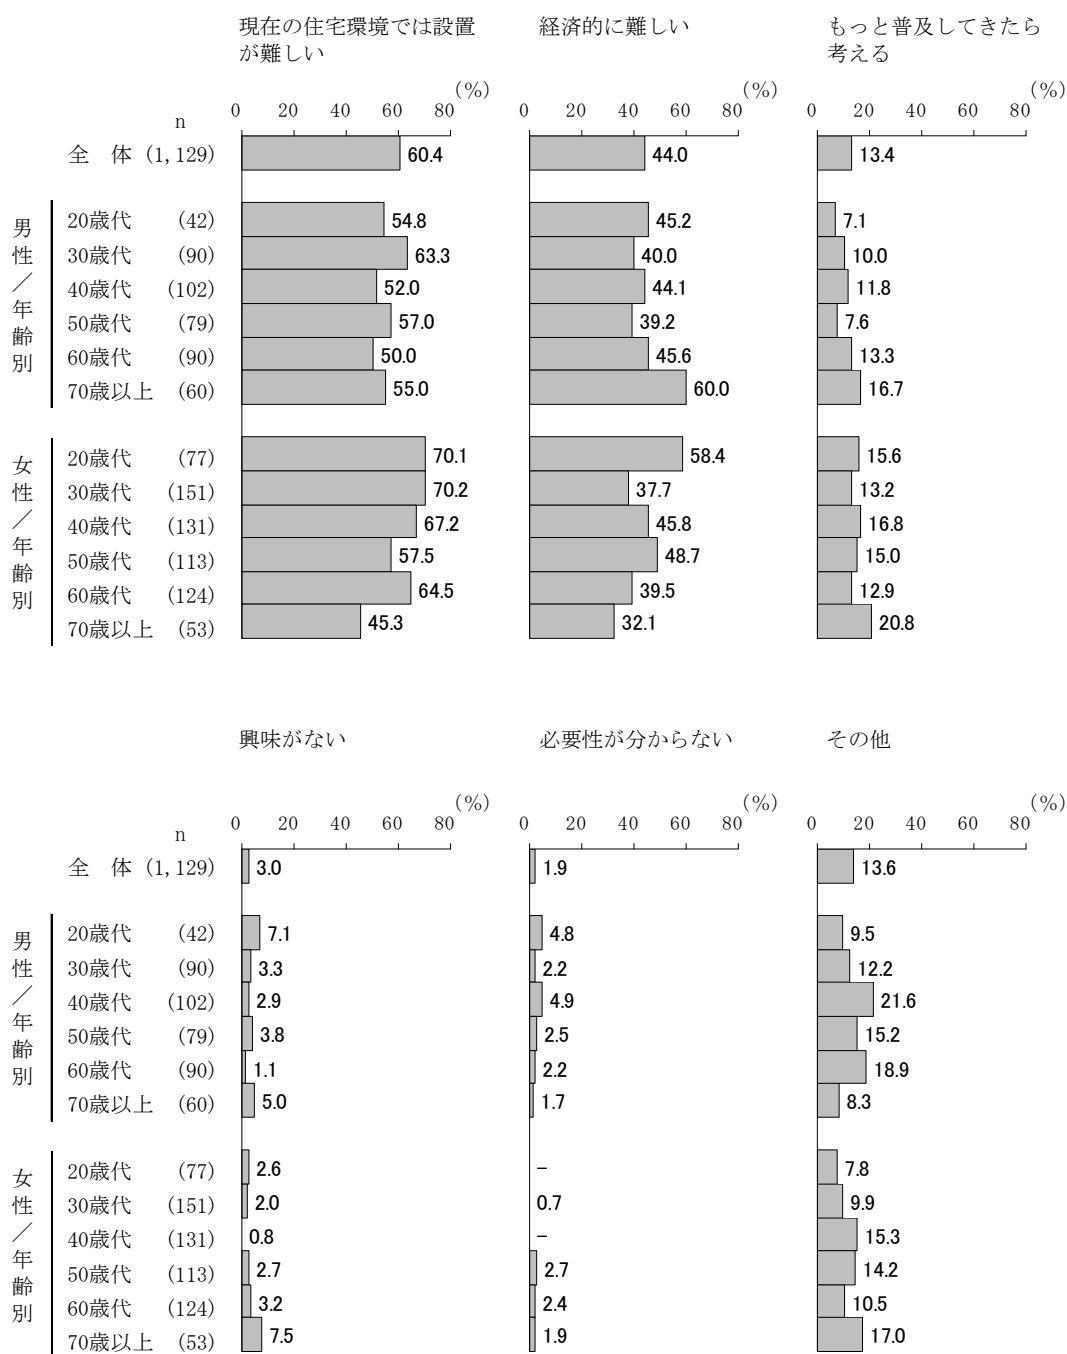 現在の住宅環境では設置
が難しい
経済的に難しい
もっと普及してきたら
考える
(%)
(%)
(%)
0 20 40 60 80
0 20 40 60 80
0 20 40 60 80
n
全 体 (1,129) 60.4 44.0 13.4
男性/年齢別
20歳代 (42) 54.8 45.2 7.1
30歳代 (90) 63.3 40.0 10.0
40歳代 (102) 52.0 44.1 11.8
50歳代 (79) 57.0 39.2 7.6
60歳代 (90) 50.0 45.6 13.3
70歳以上 (60) 55.0 60.0 16.7
女性/年齢別
20歳代 (77) 70.1 58.4 15.6
30歳代 (151) 70.2 37.7 13.2
40歳代 (131) 67.2 45.8 16.8
50歳代 (113) 57.5 48.7 15.0
60歳代 (124) 64.5 39.5 12.9
70歳以上 (53) 45.3 32.1 20.8
興味がない
必要性が分からない
その他
(%)
(%)
(%)
0 20 40 60 80
0 20 40 60 80
0 20 40 60 80
n
全 体 (1,129) 3.0 1.9 13.6
男性/年齢別
20歳代 (42) 7.1 4.8 9.5
30歳代 (90) 3.3 2.2 12.2
40歳代 (102) 2.9 4.9 21.6
50歳代 (79) 3.8 2.5 15.2
60歳代 (90) 1.1 2.2 18.9
70歳以上 (60) 5.0 1.7 8.3
女性/年齢別
20歳代 (77) 2.6 − 7.8
30歳代 (151) 2.0 0.7 9.9
40歳代 (131) 0.8 − 15.3
50歳代 (113) 2.7 2.7 14.2
60歳代 (124) 3.2 2.4 10.5
70歳以上 (53) 7.5 1.9 17.0